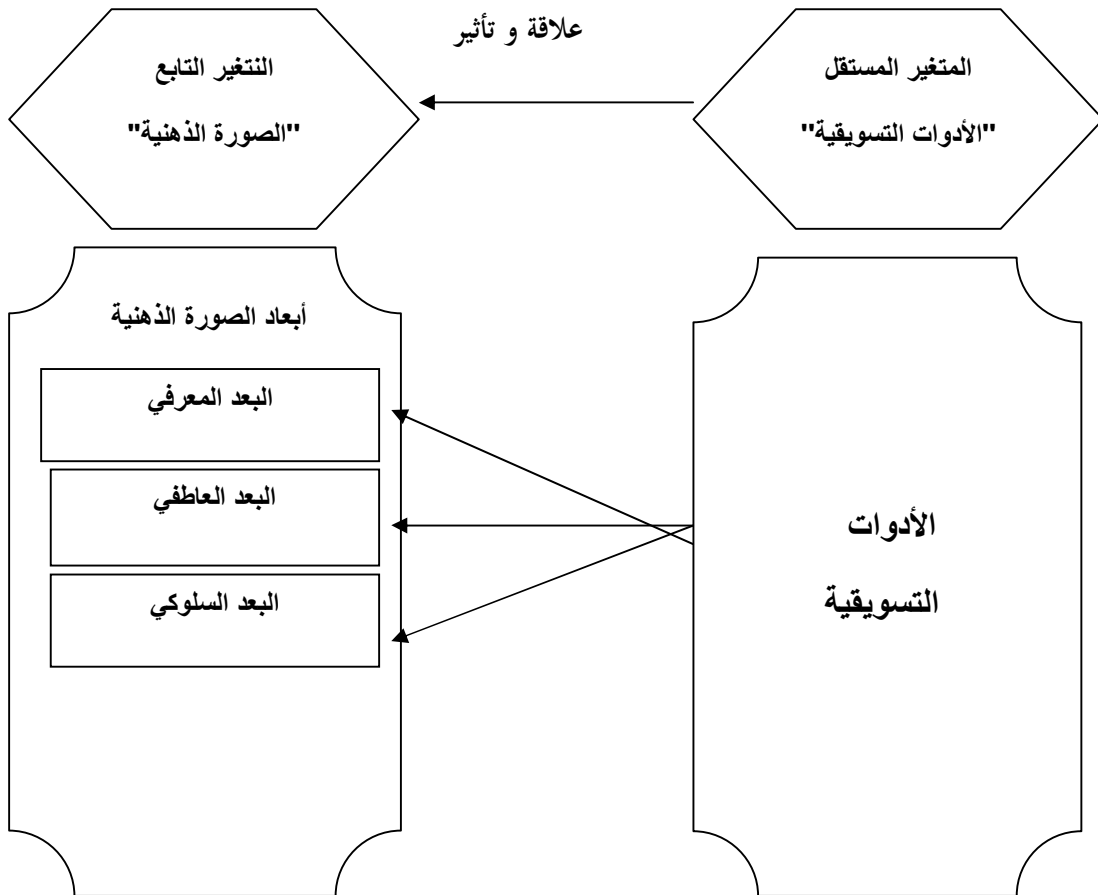 علاقة و تأثير
المتغير المستقل
"الأدوات التسويقية"
النتغير التابع
"الصورة الذهنية"
أبعاد الصورة الذهنية
البعد المعرفي
البعد العاطفي
البعد السلوكي
الأدوات
التسويقية